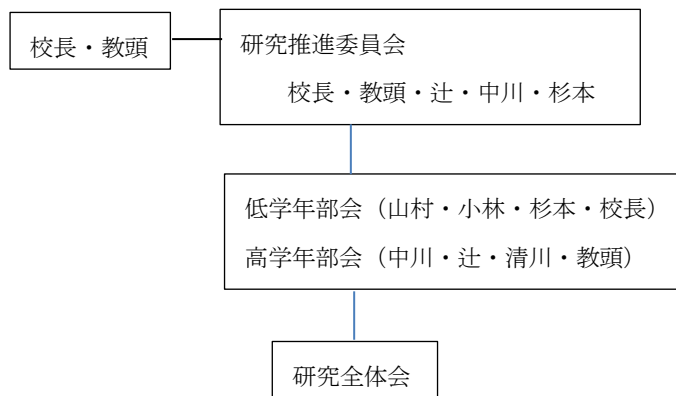 校長・教頭
研究推進委員会
校長・教頭・辻・中川・杉本
低学年部会（山村・小林・杉本・校長）
高学年部会（中川・辻・清川・教頭）
研究全体会